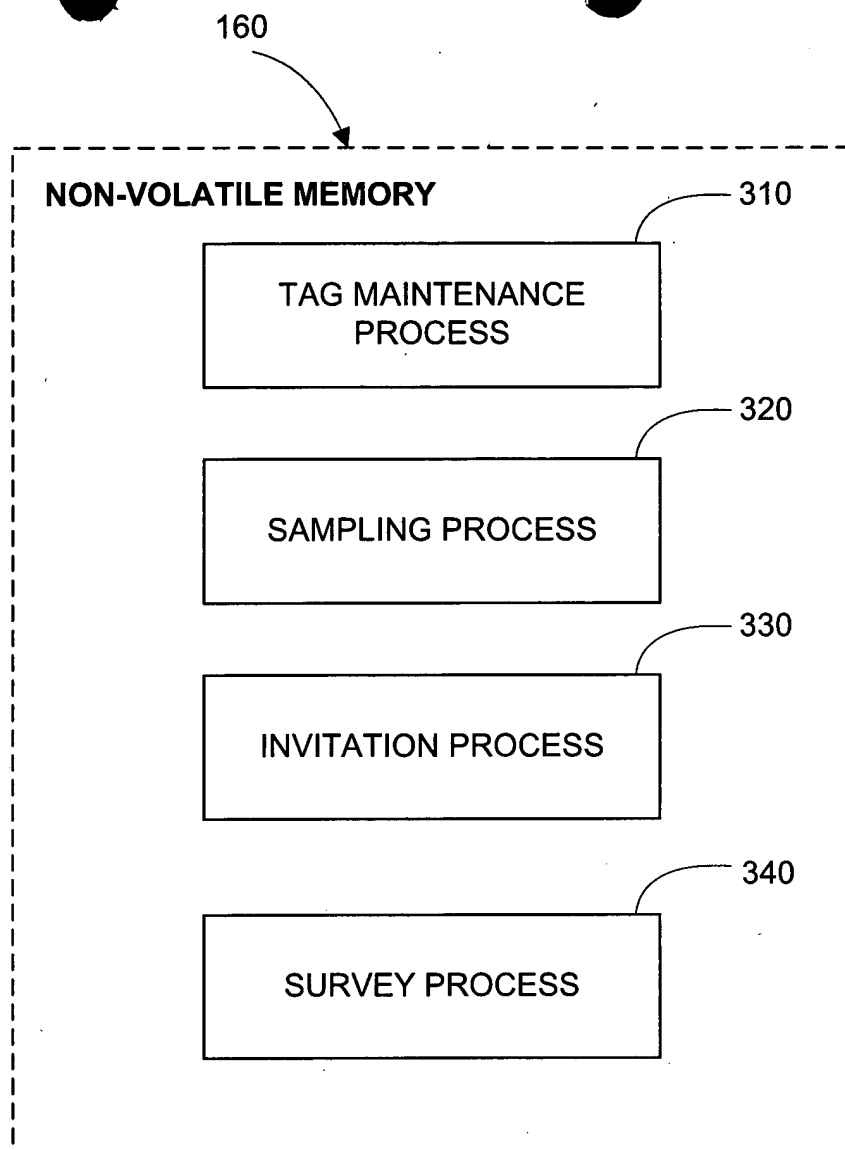 160
NON-VOLATILE MEMORY
310
TAG MAINTENANCE
PROCESS
320
SAMPLING PROCESS
330
INVITATION PROCESS
340
SURVEY PROCESS